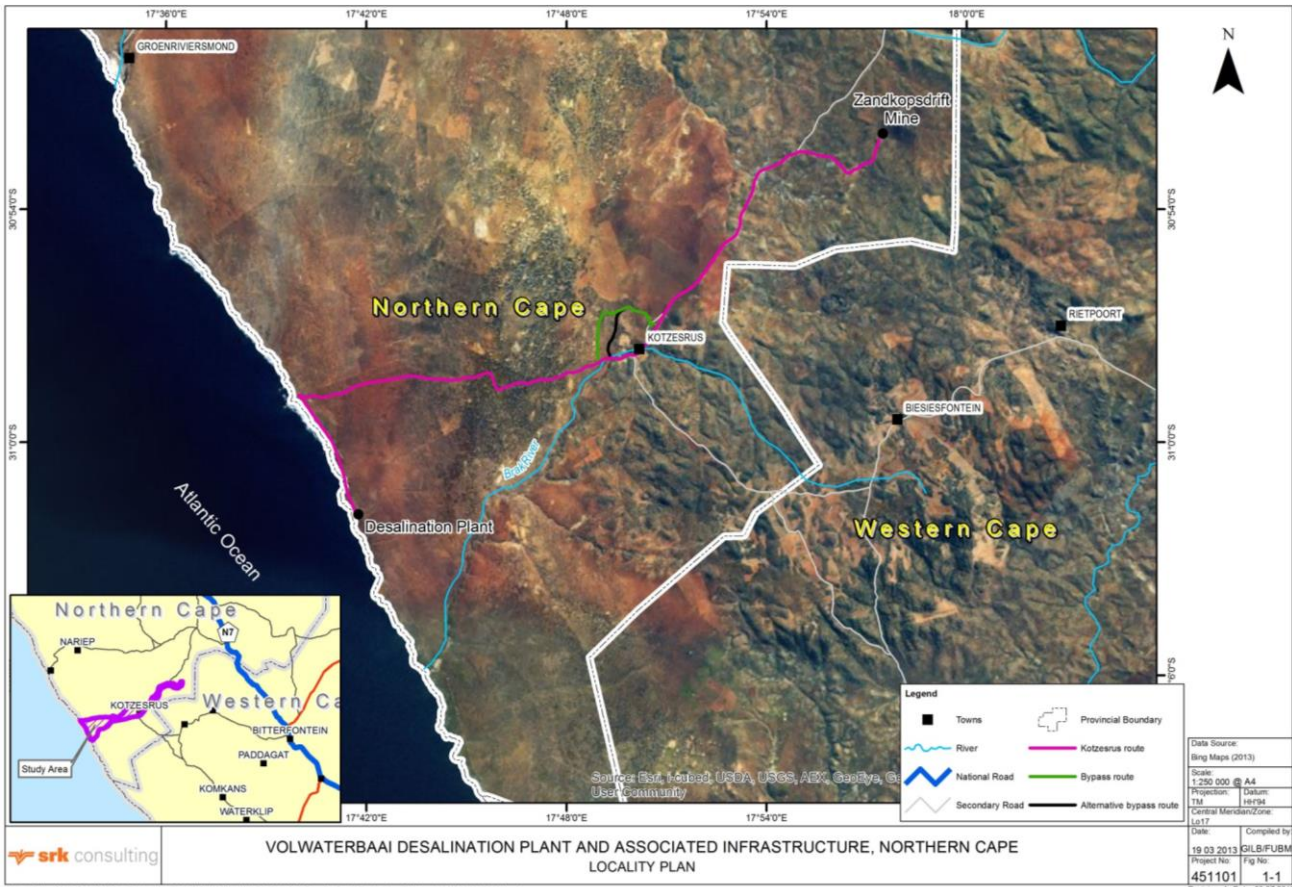 17°36'0"E
17°42'0"E
17°48'0"E
17°54'0"E
18°0'0"E
N
GROENRIVIERSMOND
Zandkopsdrift
Mine
30°54'0"S
30°54'0"S
Northern Cape
KOTZESRUS
RIETPOORT
BIESIESFONTEIN
31°0'0"S
31°0'0"S
BrakRiver
Atlantic Ocean
Desalination Plant
Western Cape
6'0"S
Northern Cape
N7
NARIEP
KOTZESRUS
Western Ca
BITTERFONTEIN
PADDAGAT
Study Area
KOMKANS
WATERKLIP
Source: Esri, i-cubed, USDA, USGS, AEX, GeoEye, Ge
User Community
17°42'0"E
17°48'0"E
17°54'0"E
Legend
Towns
Provincial Boundary
River
Kotzesrus route
National Road
Bypass route
Secondary Road
Alternative bypass route
Data Source:
Bing Maps (2013)
Scale:
1:250 000 @ A4
Projection:
TM
Datum:
HH'94
Central Meridian/Zone:
Lo17
Date:
19 03 2013
Compiled by
GILB/FUBM
Project No:
451101
Fig No:
1-1
srk consulting
VOLWATERBAAI DESALINATION PLANT AND ASSOCIATED INFRASTRUCTURE, NORTHERN CAPE
LOCALITY PLAN